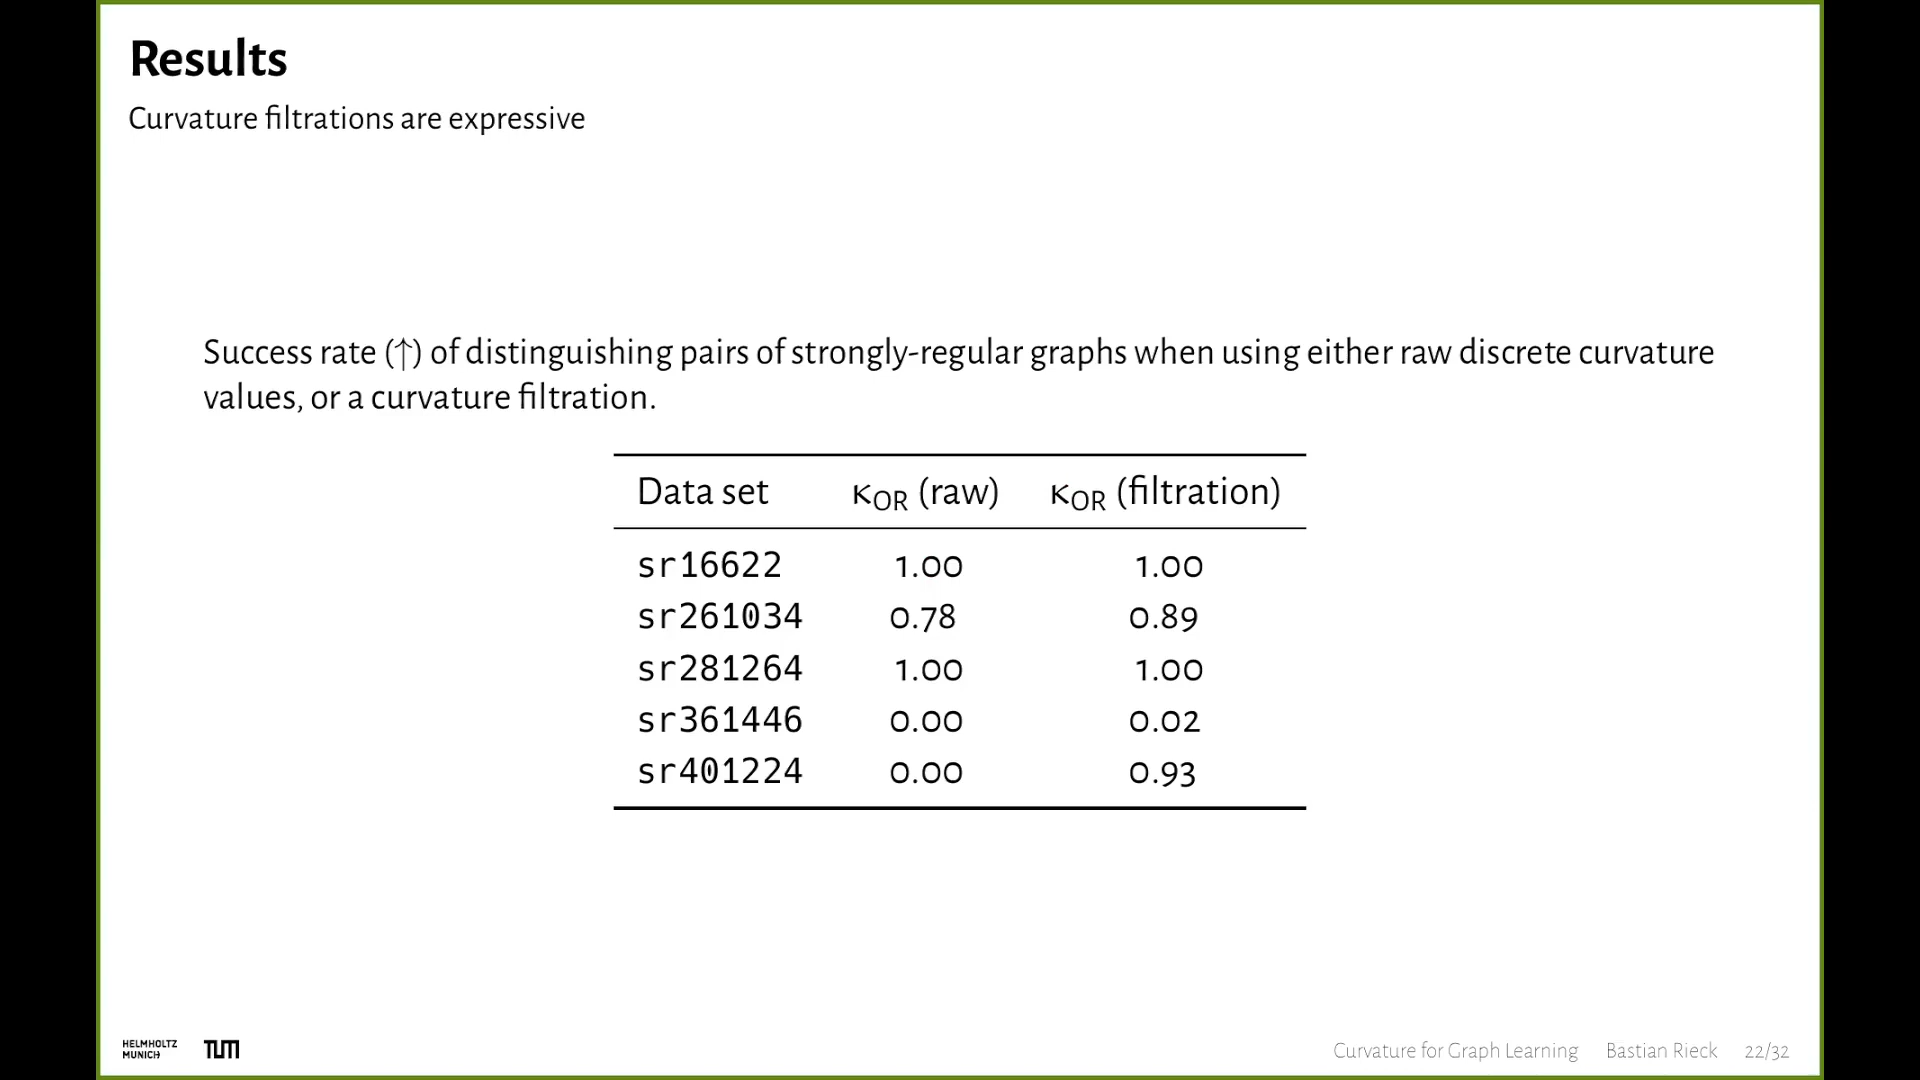 Results
Curvature filtrations are expressive
Success rate (↑) of distinguishing pairs of strongly-regular graphs when using either raw discrete curvature
values, or a curvature filtration.
Data set κOR (raw) κOR (filtration)
sr16622 1.00 1.00
sr261034 0.78 0.89
sr281264 1.00 1.00
sr361446 0.00 0.02
sr401224 0.00 0.93
HELMHOLTZ
MUNICH
TUM
Curvature for Graph Learning Bastian Rieck 22/32